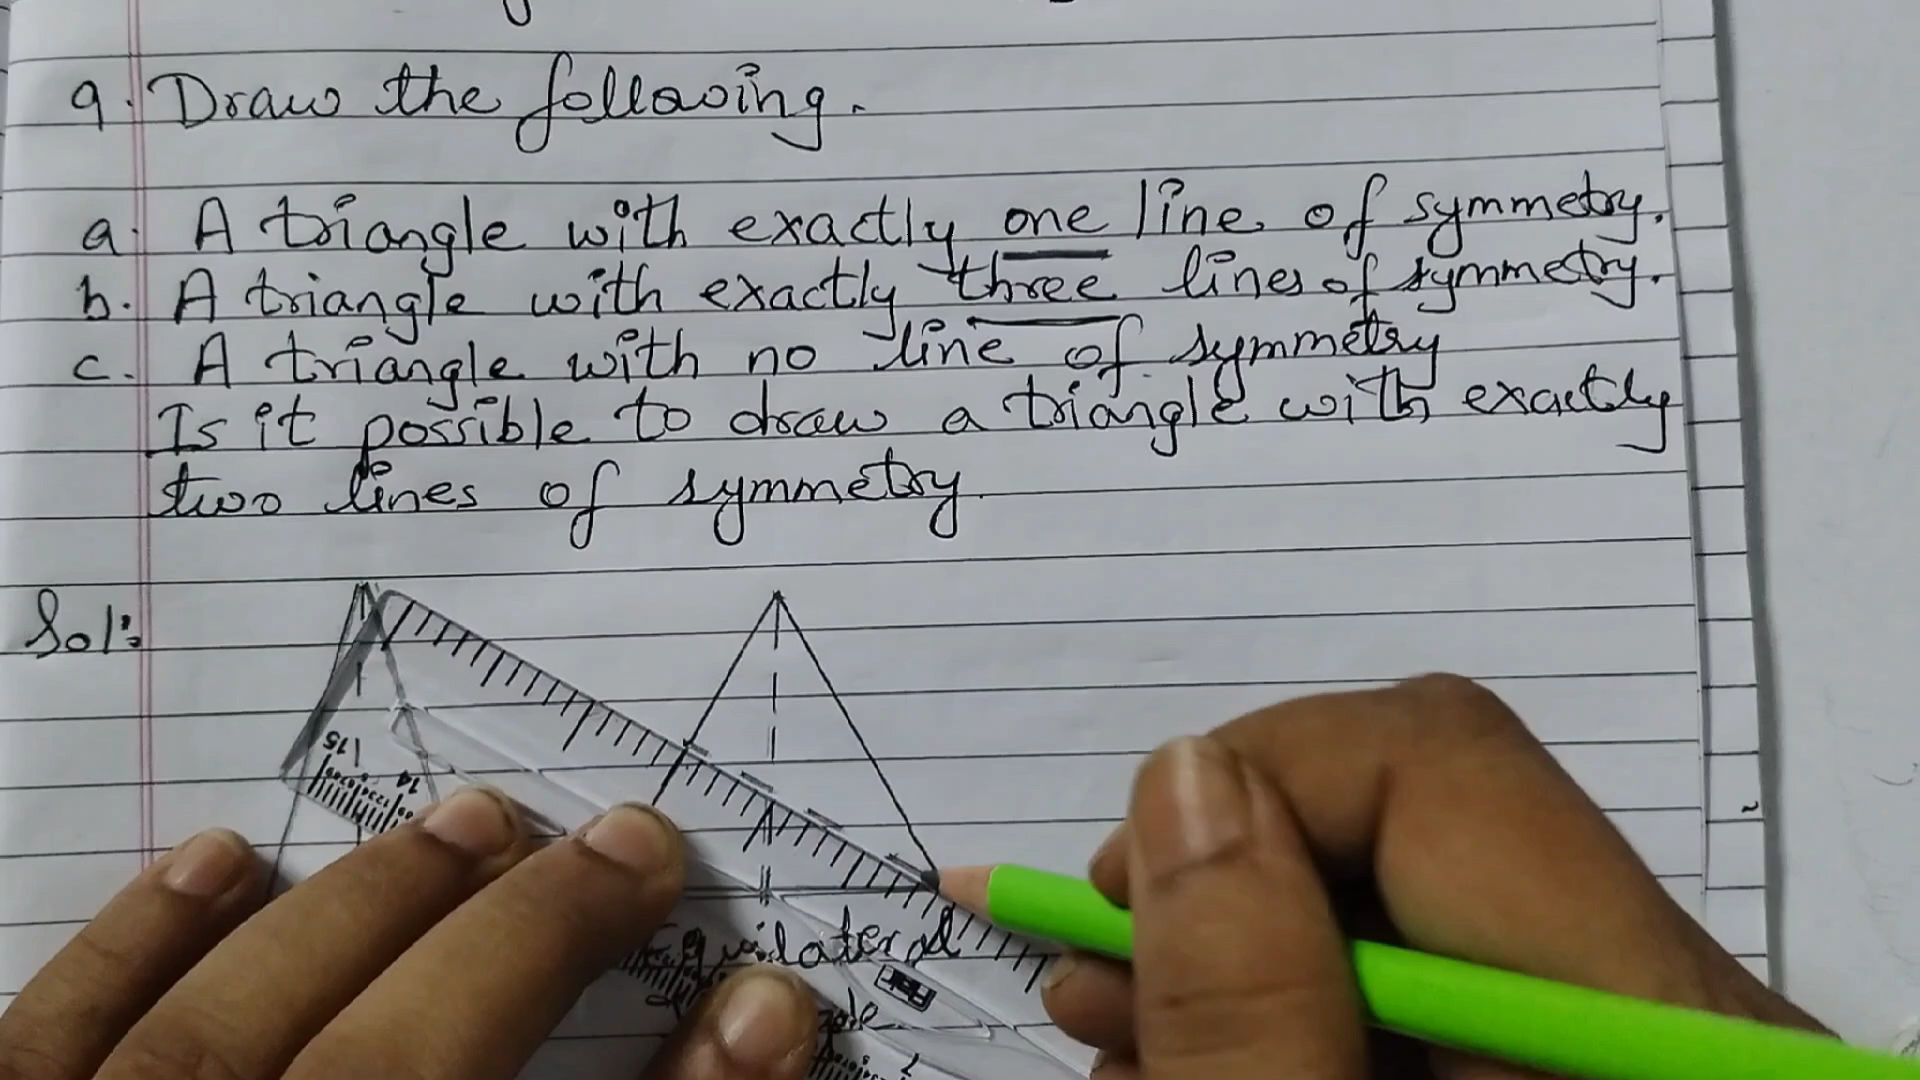 9. Draw the following.
a. A triangle with exactly one line of symmetry.
b. A triangle with exactly three lines of symmetry.
c. A triangle with no line of symmetry
Is it possible to draw a triangle with exactly
two lines of symmetry.
Sol:
15
14
Equilateral